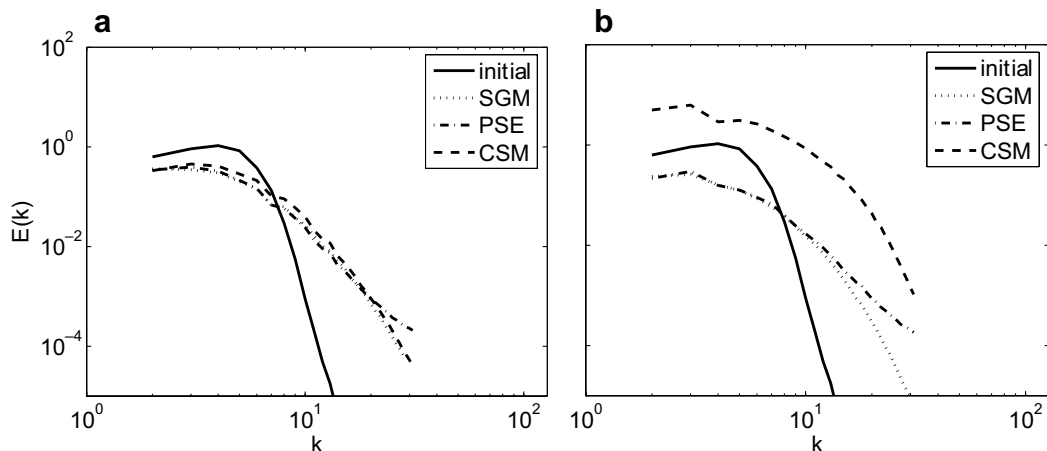 a
b
10^2
10^0
10^−2
10^−4
E(k)
initial
SGM
PSE
CSM
10^0
10^1
10^2
k
initial
SGM
PSE
CSM
10^0
10^1
10^2
k